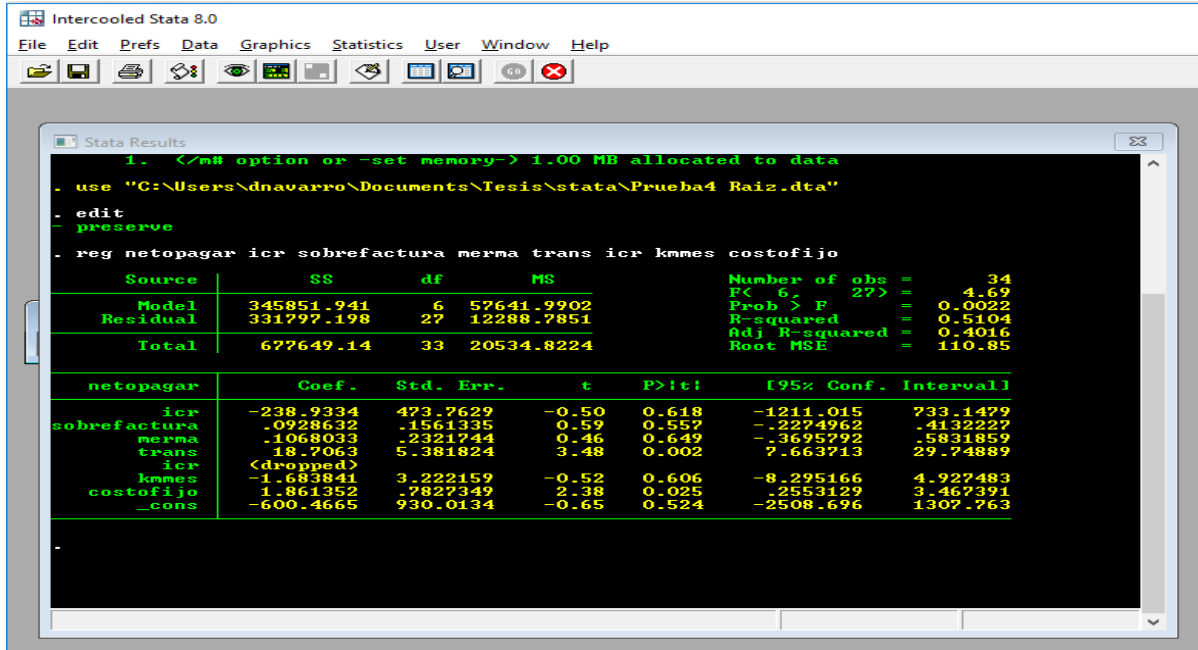 Intercooled Stata 8.0
File Edit Prefs Data Graphics Statistics User Window Help
GO
Stata Results
1. (/m# option or -set memory-) 1.00 MB allocated to data
. use "C:\Users\dnavarro\Documents\Tesis\stata\Prueba4 Raiz.dta"
. edit
- preserve
. reg netopagar icr sobrefactura merma trans icr kmmes costofijo
Source | SS df MS Number of obs = 34
F( 6, 27) = 4.69
Model | 345851.941 6 57641.9902 Prob > F = 0.0022
Residual | 331797.198 27 12288.7851 R-squared = 0.5104
Adj R-squared = 0.4016
Total | 677649.14 33 20534.8224 Root MSE = 110.85
netopagar | Coef. Std. Err. t P>|t| [95% Conf. Interval]
icr | -238.9334 473.7629 -0.50 0.618 -1211.015 733.1479
sobrefactura | .0928632 .1561335 0.59 0.557 -.2274962 .4132227
merma | .1068033 .2321744 0.46 0.649 -.3695792 .5831859
trans | 18.7063 5.381824 3.48 0.002 7.663713 29.74889
icr | (dropped)
kmmes | -1.683841 3.222159 -0.52 0.606 -8.295166 4.927483
costofijo | 1.861352 .7827349 2.38 0.025 .2553129 3.467391
_cons | -600.4665 930.0134 -0.65 0.524 -2508.696 1307.763
.